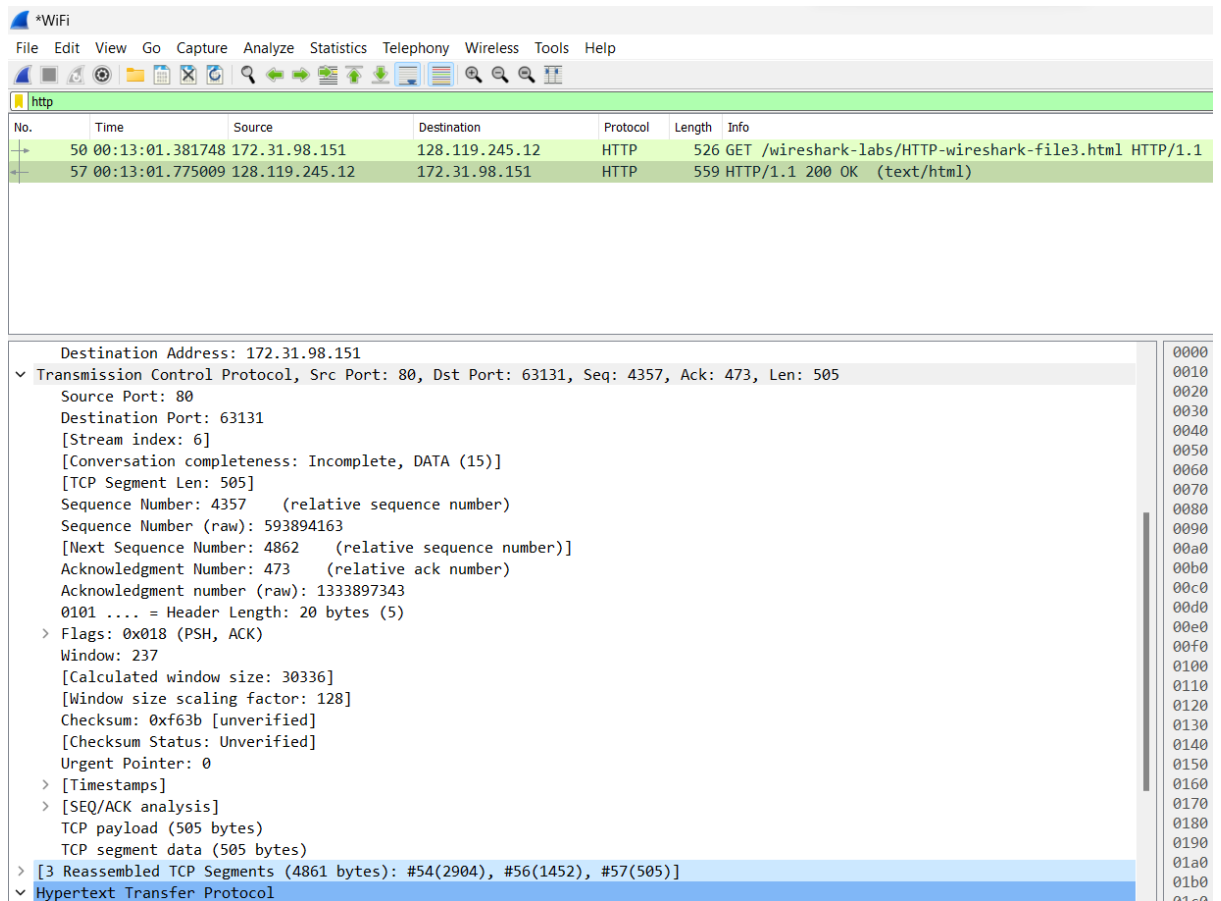 *WiFi
File Edit View Go Capture Analyze Statistics Telephony Wireless Tools Help
http
No. Time Source Destination Protocol Length Info
50 00:13:01.381748 172.31.98.151 128.119.245.12 HTTP 526 GET /wireshark-labs/HTTP-wireshark-file3.html HTTP/1.1
57 00:13:01.775009 128.119.245.12 172.31.98.151 HTTP 559 HTTP/1.1 200 OK (text/html)
Destination Address: 172.31.98.151
Transmission Control Protocol, Src Port: 80, Dst Port: 63131, Seq: 4357, Ack: 473, Len: 505
Source Port: 80
Destination Port: 63131
[Stream index: 6]
[Conversation completeness: Incomplete, DATA (15)]
[TCP Segment Len: 505]
Sequence Number: 4357 (relative sequence number)
Sequence Number (raw): 593894163
[Next Sequence Number: 4862 (relative sequence number)]
Acknowledgment Number: 473 (relative ack number)
Acknowledgment number (raw): 1333897343
0101 .... = Header Length: 20 bytes (5)
Flags: 0x018 (PSH, ACK)
Window: 237
[Calculated window size: 30336]
[Window size scaling factor: 128]
Checksum: 0xf63b [unverified]
[Checksum Status: Unverified]
Urgent Pointer: 0
[Timestamps]
[SEQ/ACK analysis]
TCP payload (505 bytes)
TCP segment data (505 bytes)
[3 Reassembled TCP Segments (4861 bytes): #54(2904), #56(1452), #57(505)]
Hypertext Transfer Protocol
0000
0010
0020
0030
0040
0050
0060
0070
0080
0090
00a0
00b0
00c0
00d0
00e0
00f0
0100
0110
0120
0130
0140
0150
0160
0170
0180
0190
01a0
01b0